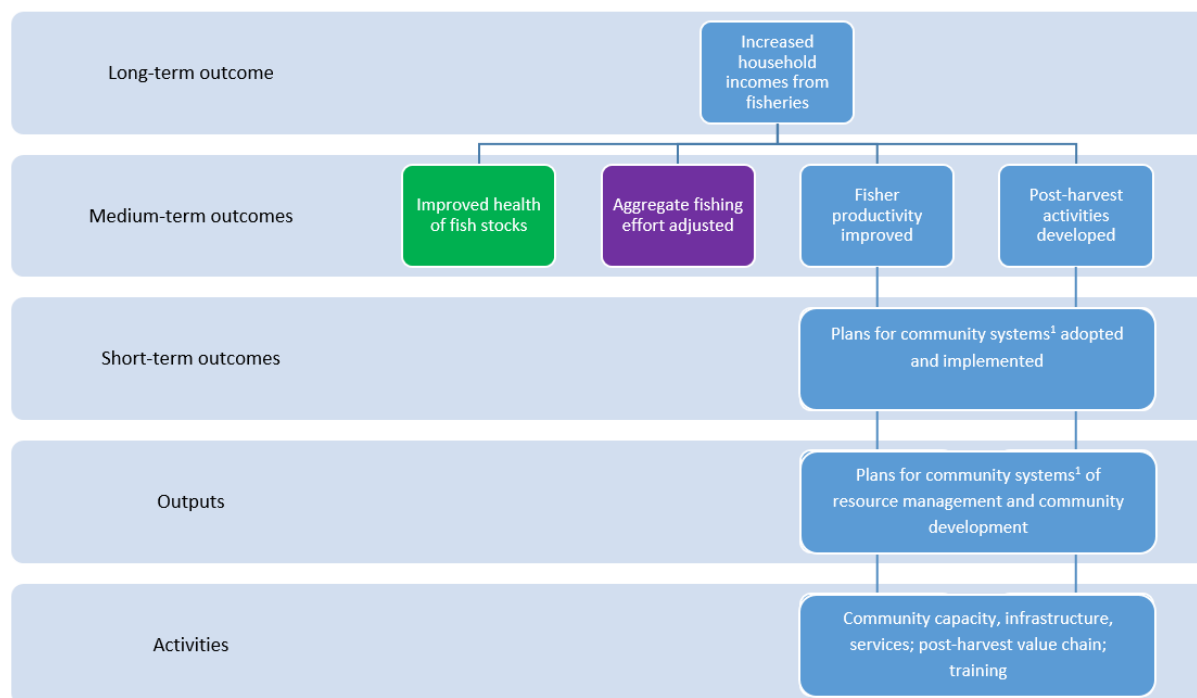 Long-term outcome
Increased
household
incomes from
fisheries
Medium-term outcomes
Improved health
of fish stocks
Aggregate fishing
effort adjusted
Fisher
productivity
improved
Post-harvest
activities
developed
Short-term outcomes
Plans for community systems¹ adopted
and implemented
Outputs
Plans for community systems¹ of
resource management and community
development
Activities
Community capacity, infrastructure,
services; post-harvest value chain;
training